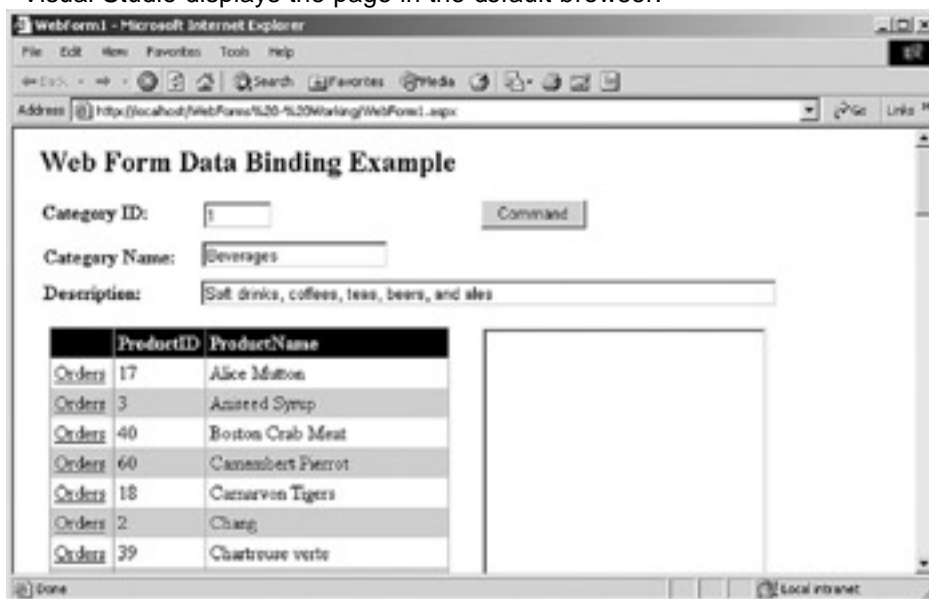 Visual Studio displays the page in the default browser.
WebForm1 - Microsoft Internet Explorer
File Edit View Favorites Tools Help
Back Search Favorites Media
Address http://localhost/WebForms%20-%20Working/WebForm1.aspx Go Links
Web Form Data Binding Example
Category ID: 1 Command
Category Name: Beverages
Description: Soft drinks, coffees, teas, beers, and ales
ProductID ProductName
Orders 17 Alice Mutton
Orders 3 Aniseed Syrup
Orders 40 Boston Crab Meat
Orders 60 Camembert Pierrot
Orders 18 Carnarvon Tigers
Orders 2 Chang
Orders 39 Chartreuse verte
Done Local intranet